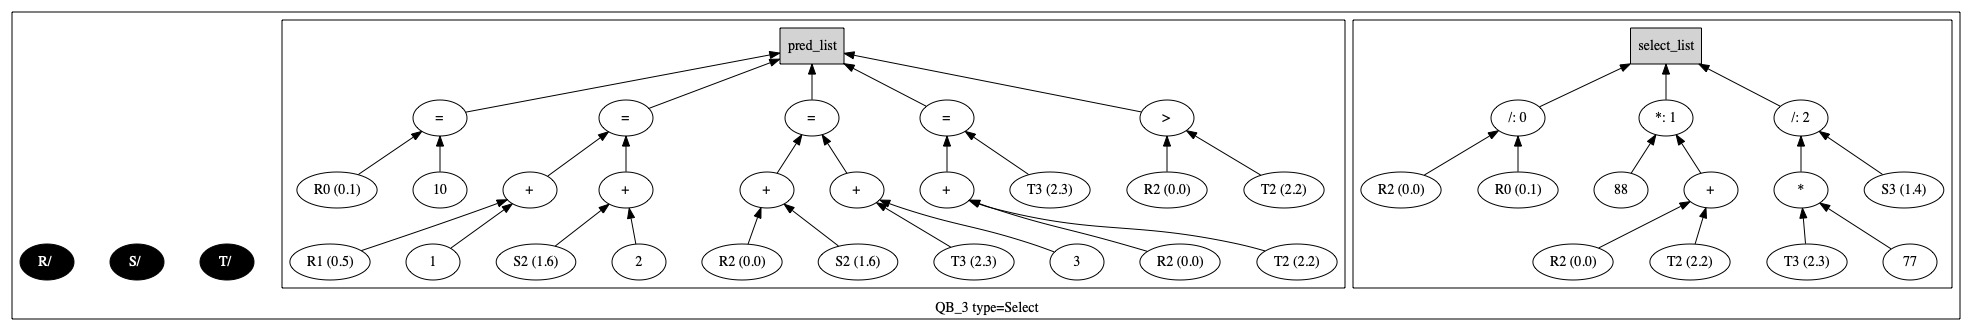 pred_list
select_list
= = = = > /: 0 *: 1 /: 2
R0 (0.1) 10 + + + + + T3 (2.3) R2 (0.0) T2 (2.2) R2 (0.0) R0 (0.1) 88 + * S3 (1.4)
R/ S/ T/ R1 (0.5) 1 S2 (1.6) 2 R2 (0.0) S2 (1.6) T3 (2.3) 3 R2 (0.0) T2 (2.2) R2 (0.0) T2 (2.2) T3 (2.3) 77
QB_3 type=Select